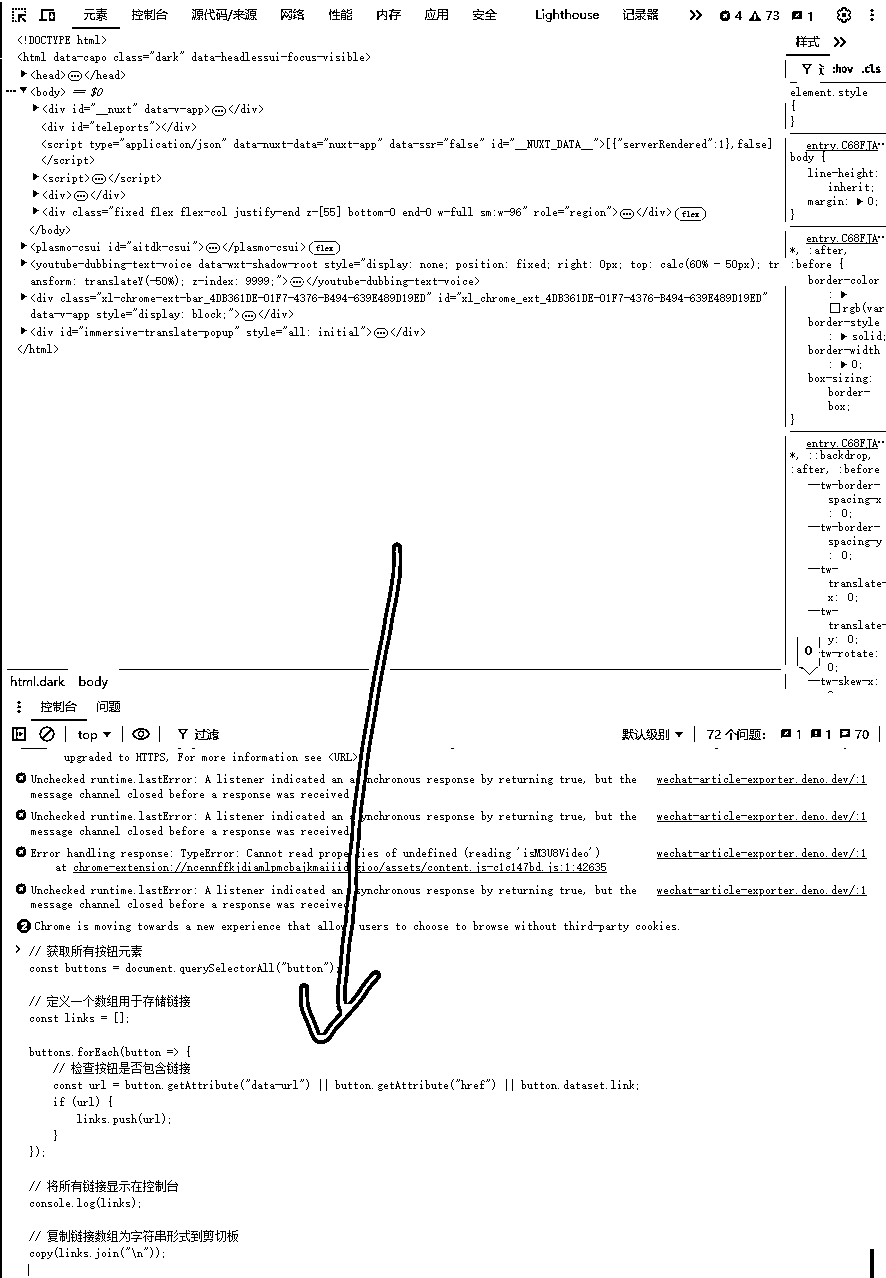 元素 控制台 源代码/来源 网络 性能 内存 应用 安全 Lighthouse 记录器 4 73 1
<!DOCTYPE html>
<html data-capo class="dark" data-headlessui-focus-visible>
<head>⋯</head>
<body> == $0
<div id="__nuxt" data-v-app>⋯</div>
<div id="teleports"></div>
<script type="application/json" data-nuxt-data="nuxt-app" data-ssr="false" id="__NUXT_DATA__">[{"serverRendered":1},false]
</script>
<script>⋯</script>
<div>⋯</div>
<div class="fixed flex flex-col justify-end z-[55] bottom-0 end-0 w-full sm:w-96" role="region">⋯</div> flex
</body>
<plasmo-csui id="aitdk-csui">⋯</plasmo-csui> flex
<youtube-dubbing-text-voice data-wxt-shadow-root style="display: none; position: fixed; right: 0px; top: calc(60% - 50px); tr
ansform: translateY(-50%); z-index: 9999;">⋯</youtube-dubbing-text-voice>
<div class="xl-chrome-ext-bar_4DB361DE-01F7-4376-B494-639E489D19ED" id="xl_chrome_ext_4DB361DE-01F7-4376-B494-639E489D19ED"
data-v-app style="display: block;">⋯</div>
<div id="immersive-translate-popup" style="all: initial">⋯</div>
</html>
样式
:hov .cls
element.style
{
}
entry.C68FJA…
body {
line-height:
inherit;
margin: 0;
}
entry.C68FJA…
*, :after,
:before {
border-color
:
rgb(var
border-style
: solid;
border-width
: 0;
box-sizing:
border-
box;
}
entry.C68FJA…
*, ::backdrop,
:after, :before
--tw-border-
spacing-x
: 0;
--tw-border-
spacing-y
: 0;
--tw-
translate-
x: 0;
--tw-
translate-
y: 0;
0
tw-rotate:
0;
--tw-skew-x:
html.dark body
控制台 问题
top 过滤 默认级别 72 个问题: 1 1 70
upgraded to HTTPS, For more information see <URL>
Unchecked runtime.lastError: A listener indicated an asynchronous response by returning true, but the wechat-article-exporter.deno.dev/:1
message channel closed before a response was received
Unchecked runtime.lastError: A listener indicated an asynchronous response by returning true, but the wechat-article-exporter.deno.dev/:1
message channel closed before a response was received
Error handling response: TypeError: Cannot read properties of undefined (reading 'isM3U8Video') wechat-article-exporter.deno.dev/:1
at assets/content.js-c1c147bd.js:1:42635
Unchecked runtime.lastError: A listener indicated an asynchronous response by returning true, but the wechat-article-exporter.deno.dev/:1
message channel closed before a response was received
2 Chrome is moving towards a new experience that allows users to choose to browse without third-party cookies.
// 获取所有按钮元素
const buttons = document.querySelectorAll("button");
// 定义一个数组用于存储链接
const links = [];
buttons.forEach(button => {
// 检查按钮是否包含链接
const url = button.getAttribute("data-url") || button.getAttribute("href") || button.dataset.link;
if (url) {
links.push(url);
}
});
// 将所有链接显示在控制台
console.log(links);
// 复制链接数组为字符串形式到剪切板
copy(links.join("\n"));